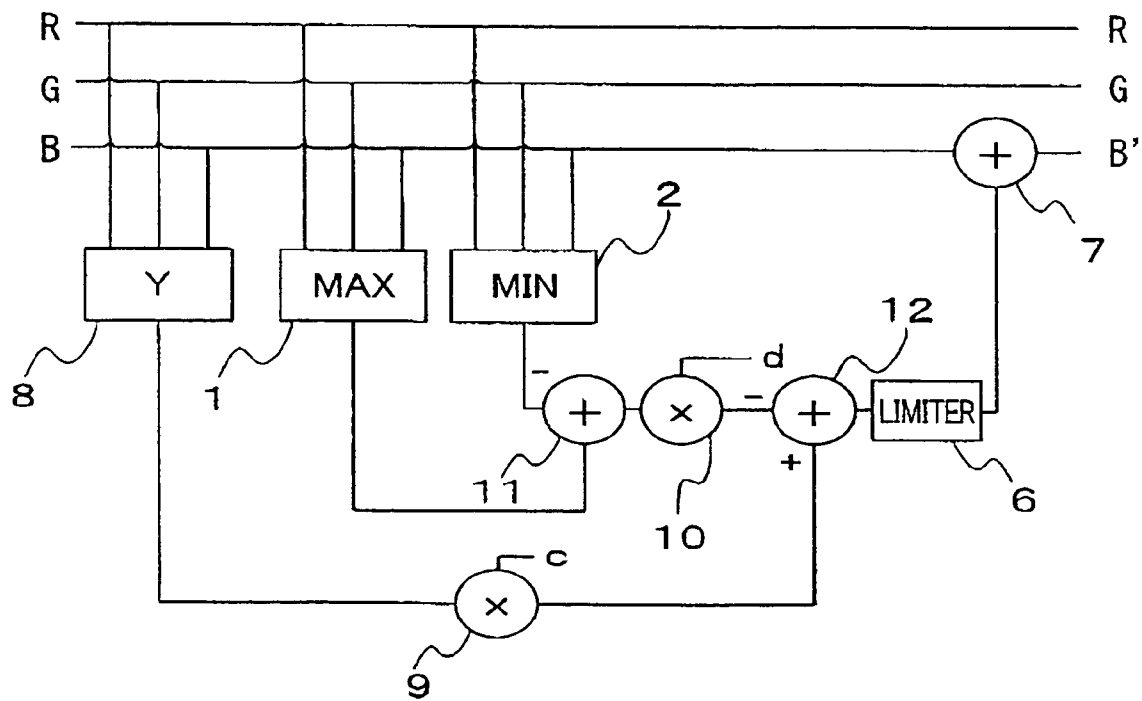 R R
G G
B B'
2
7
Y MAX MIN
12
8 1 - d
+ × - + LIMITER
11 +
10 6
c
×
9
+